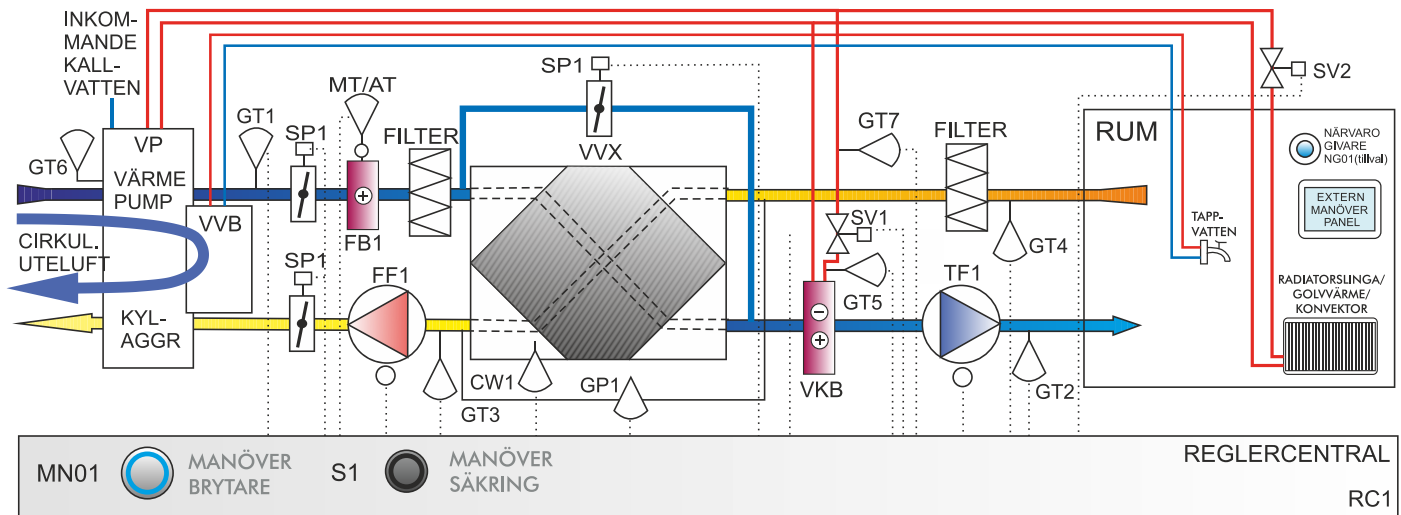 INKOM-
MANDE
KALL-
VATTEN
GT6
VP
VÄRME
PUMP
VVB
CIRKUL.
UTELUFT
KYL-
AGGR
GT1
SP1
MT/AT
FB1
FILTER
SP1
FF1
GT3
SP1
VVX
CW1
GP1
GT7
SV1
GT5
VKB
FILTER
GT4
TF1
GT2
SV2
RUM
NÄRVARO
GIVARE
NG01(tillval)
EXTERN
MANÖVER
PANEL
TAPP-
VATTEN
RADIATORSLINGA/
GOLVVÄRME/
KONVEKTOR
MN01
MANÖVER
BRYTARE
S1
MANÖVER
SÄKRING
REGLERCENTRAL
RC1